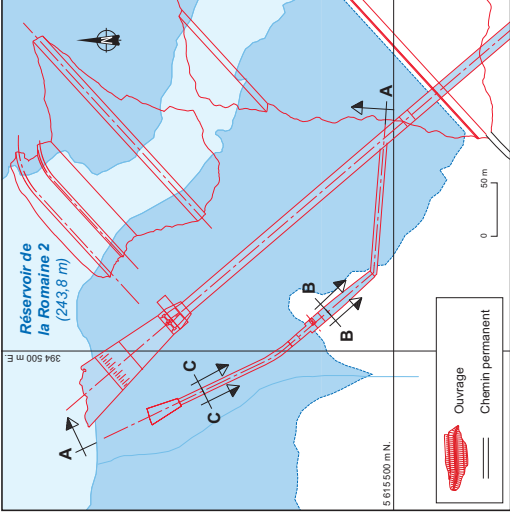 Réservoir de
la Romaine 2
(243,8 m)
394 500 m E.
A
A
B
B
C
C
5 615 500 m N.
0 50 m
Ouvrage
Chemin permanent